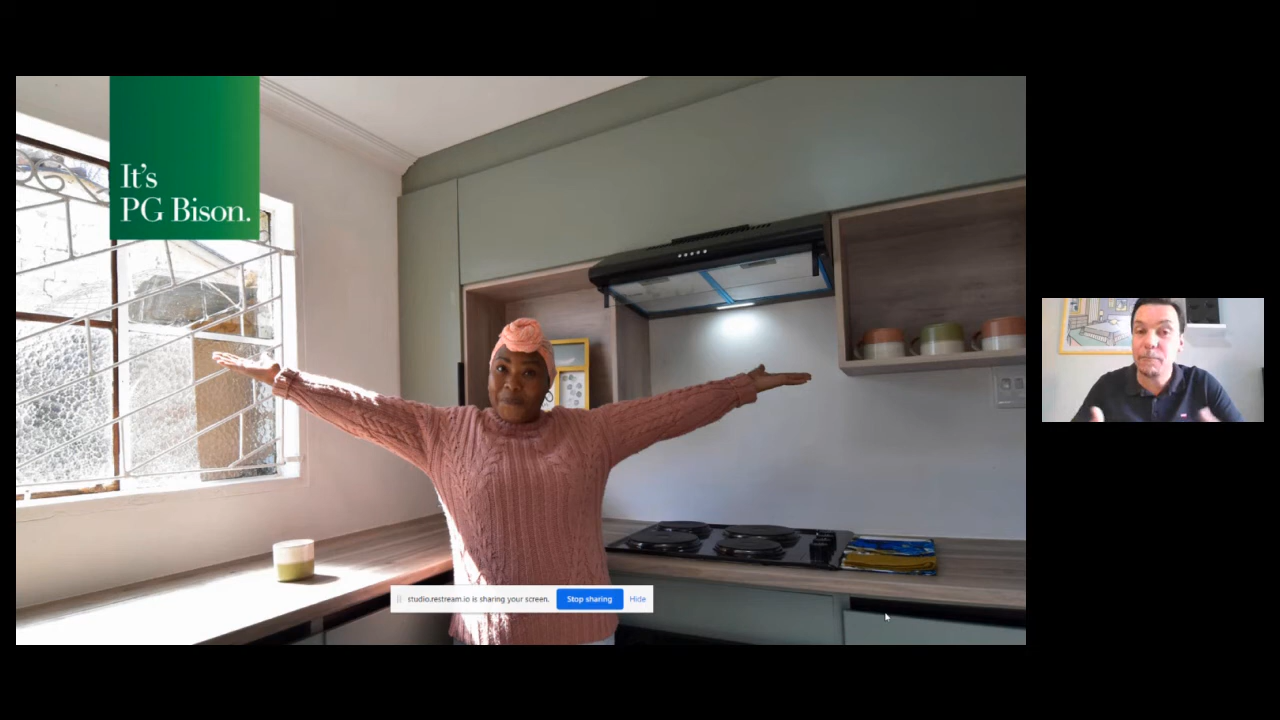 It's
PG Bison.
studio.restream.io is sharing your screen.
Stop sharing
Hide